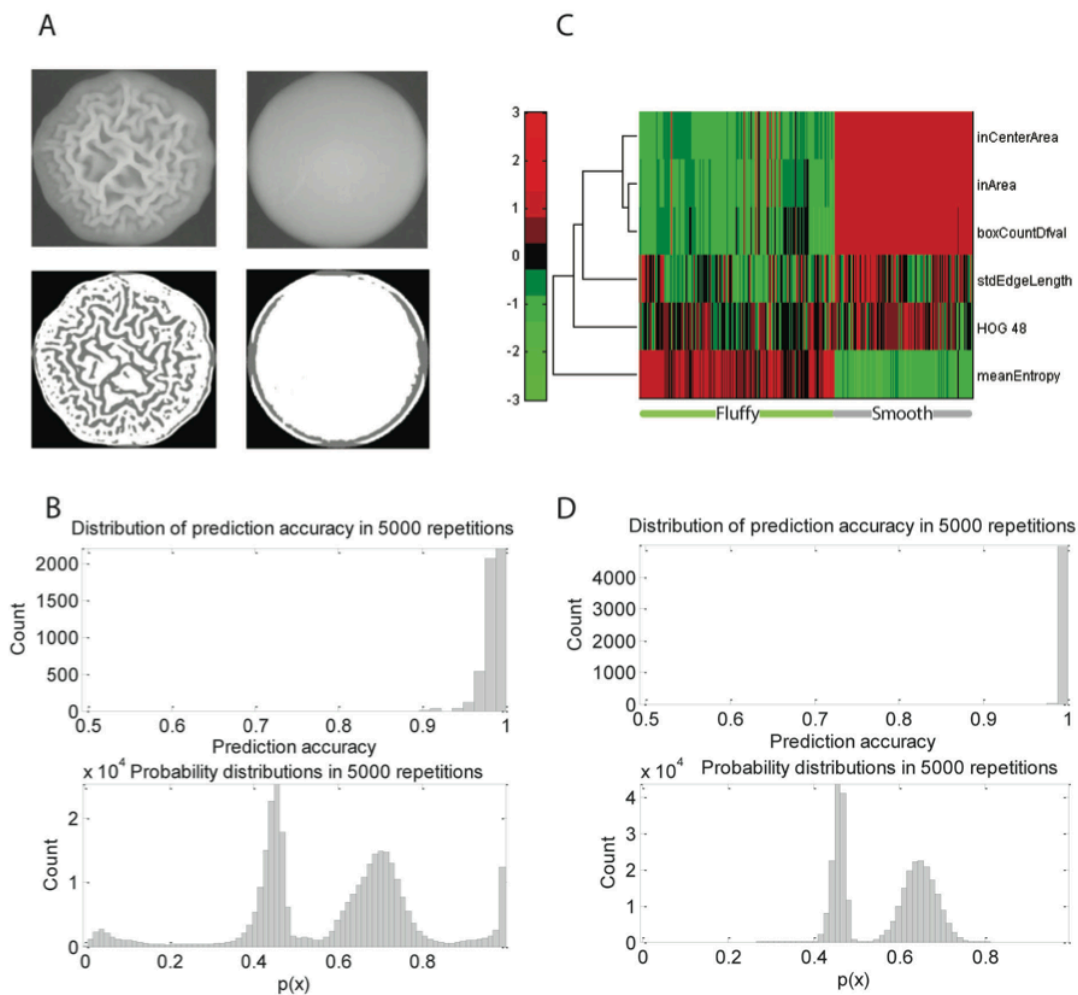 A
C
3
2
1
0
-1
-2
-3
inCenterArea
inArea
boxCountDfval
stdEdgeLength
HOG 48
meanEntropy
Fluffy
Smooth
B
Distribution of prediction accuracy in 5000 repetitions
Count
2000
1500
1000
500
0
0.5 0.6 0.7 0.8 0.9 1
Prediction accuracy
x 10^4 Probability distributions in 5000 repetitions
Count
2
1
0
0 0.2 0.4 0.6 0.8
p(x)
D
Distribution of prediction accuracy in 5000 repetitions
Count
4000
3000
2000
1000
0
0.5 0.6 0.7 0.8 0.9 1
Prediction accuracy
x 10^4 Probability distributions in 5000 repetitions
Count
4
3
2
1
0
0 0.2 0.4 0.6 0.8
p(x)